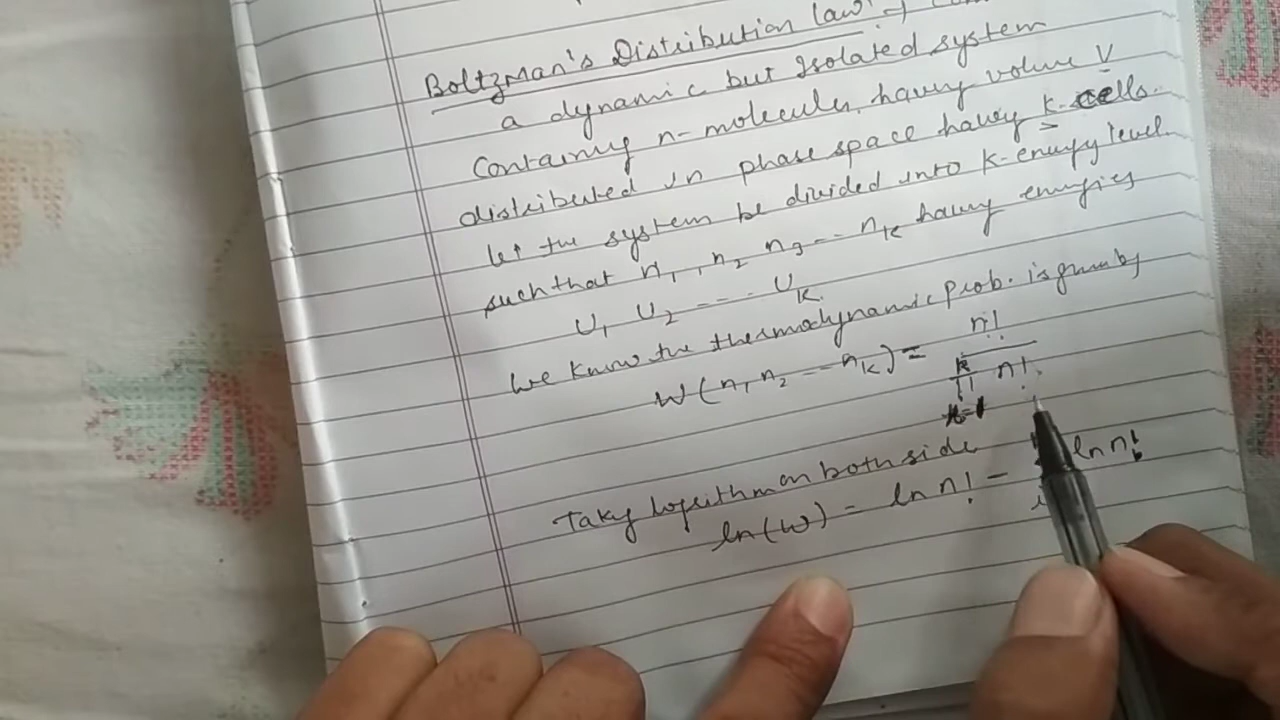 Boltzman's Distribution law :-
a dynamic but Isolated system
Containing n-molecules, having volume V
distributed in phase space having k- cells.
let the system be divided into K-energy level
such that n1, n2 n3 -- nK having energies
U1 U2 --- UK.
We know the thermodynamic prob. is given by
W(n1 n2 -- nK) = n! / k ∏ n!
Taking logarithm on both side
ln(W) = ln n! - ln n!